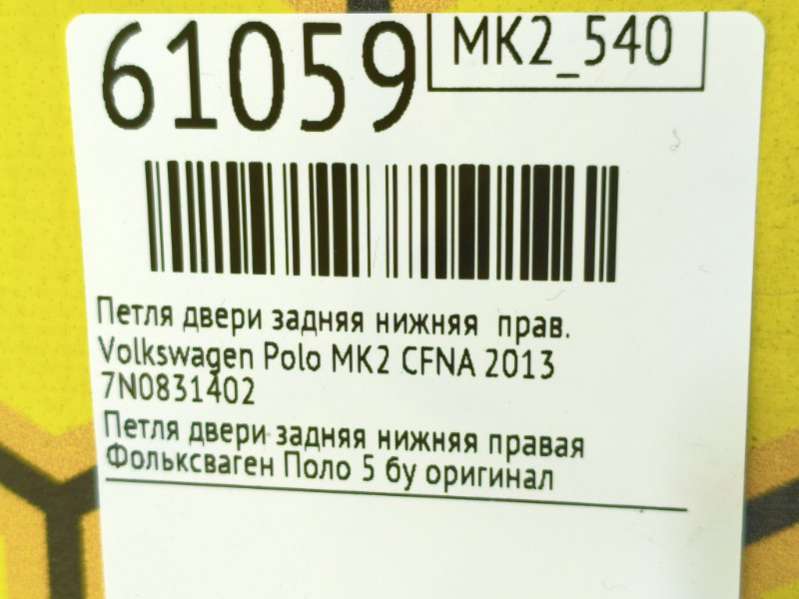 61059
MK2_540
Петля двери задняя нижняя прав.
Volkswagen Polo MK2 CFNA 2013
7N0831402
Петля двери задняя нижняя правая
Фольксваген Поло 5 бу оригинал